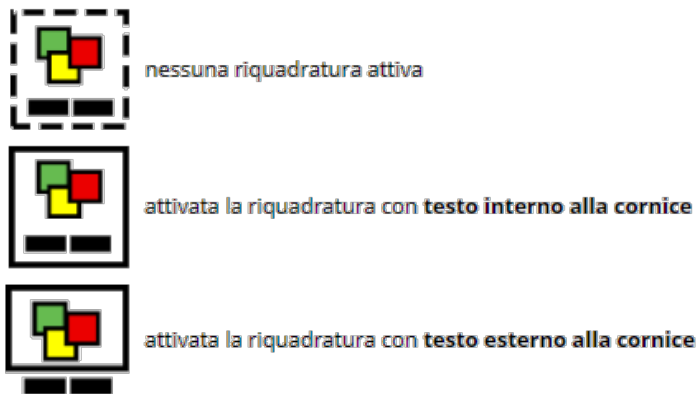 nessuna riquadratura attiva
attivata la riquadratura con testo interno alla cornice
attivata la riquadratura con testo esterno alla cornice